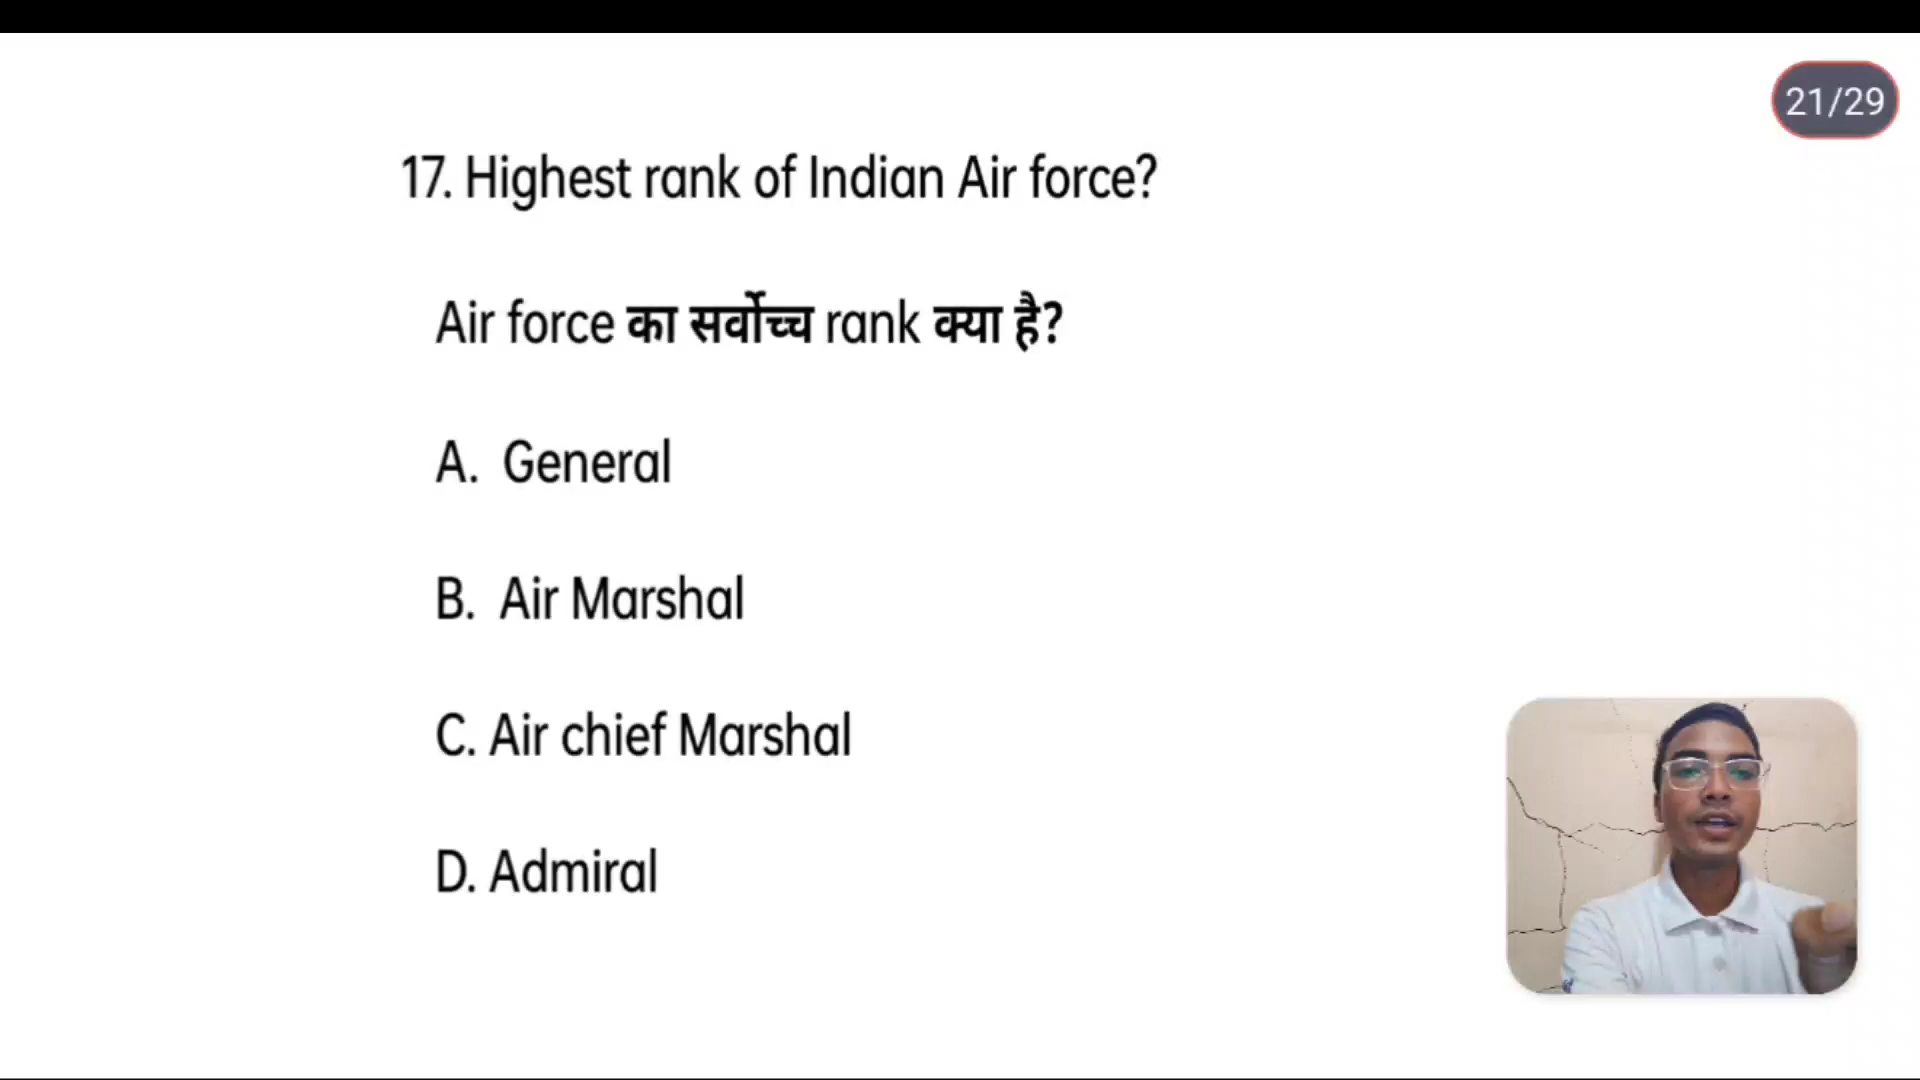 21/29
17. Highest rank of Indian Air force?
Air force का सर्वोच्च rank क्या है?
A. General
B. Air Marshal
C. Air chief Marshal
D. Admiral